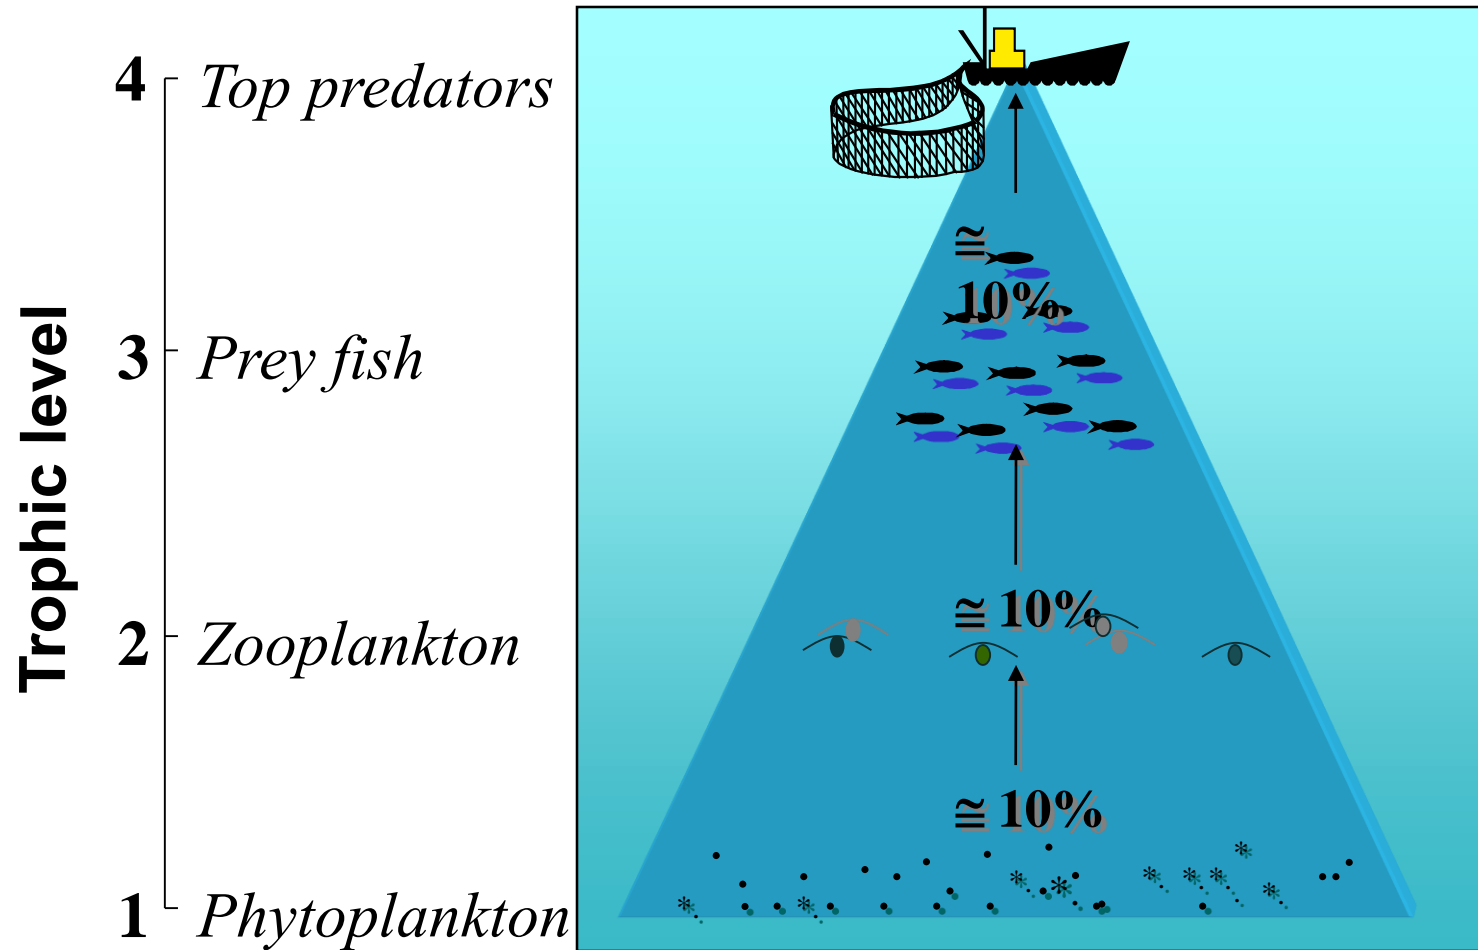 Trophic level
4 Top predators
≅
10%
3 Prey fish
≅ 10%
2 Zooplankton
≅ 10%
1 Phytoplankton